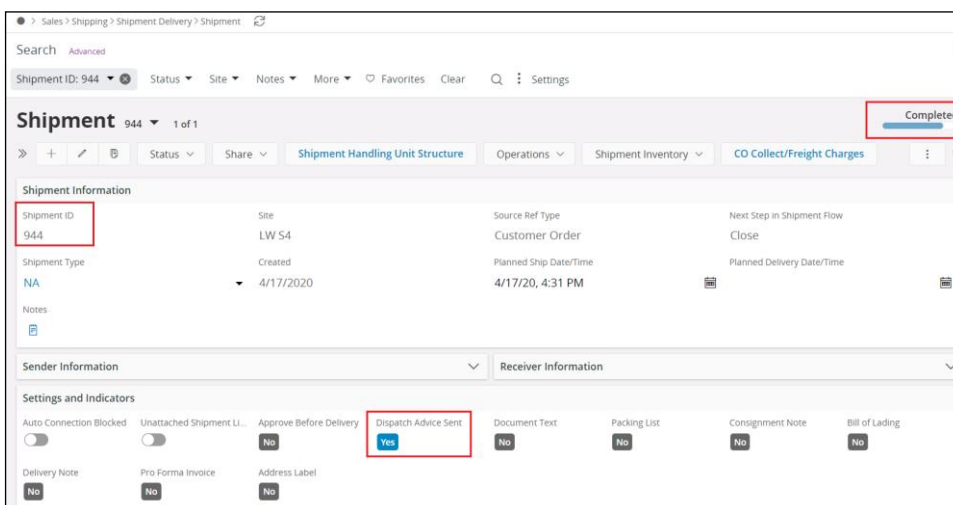 > Sales > Shipping > Shipment Delivery > Shipment
Search Advanced
Shipment ID: 944 Status Site Notes More Favorites Clear Settings
Shipment 944 1 of 1 Complete
Status Share Shipment Handling Unit Structure Operations Shipment Inventory CO Collect/Freight Charges
Shipment Information
Shipment ID Site Source Ref Type Next Step in Shipment Flow
944 LW S4 Customer Order Close
Shipment Type Created Planned Ship Date/Time Planned Delivery Date/Time
NA 4/17/2020 4/17/20, 4:31 PM
Notes
Sender Information Receiver Information
Settings and Indicators
Auto Connection Blocked Unattached Shipment Li... Approve Before Delivery Dispatch Advice Sent Document Text Packing List Consignment Note Bill of Lading
No Yes No No No No
Delivery Note Pro Forma Invoice Address Label
No No No